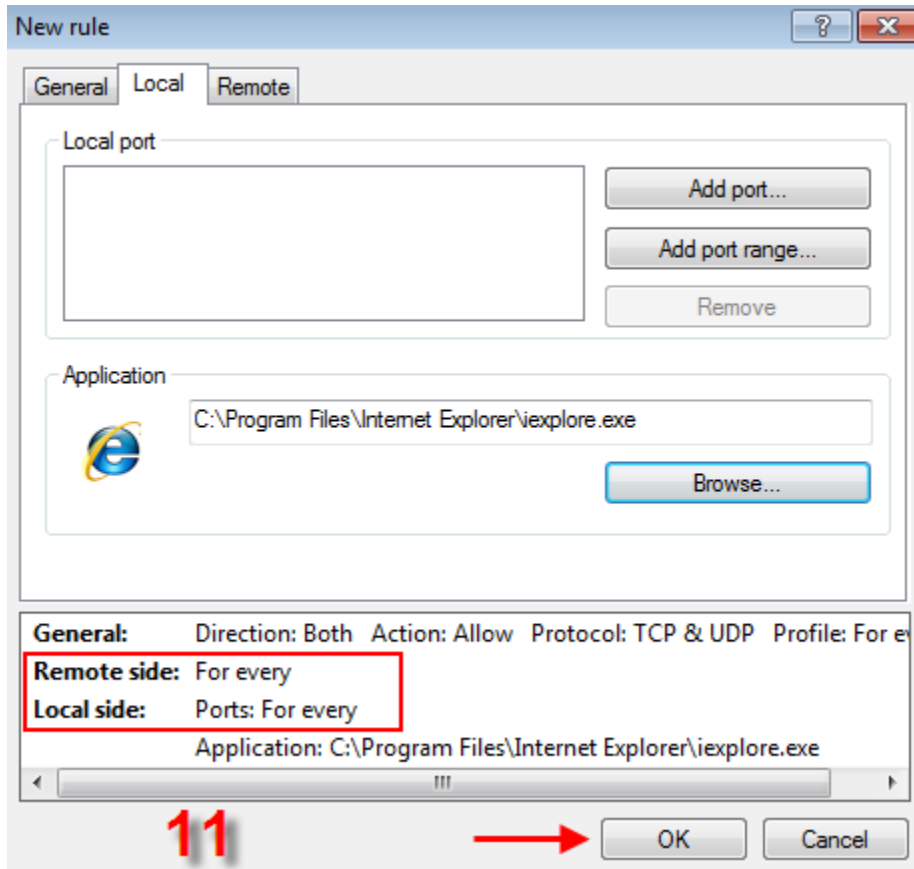 New rule
General Local Remote
Local port
Add port...
Add port range...
Remove
Application
C:\Program Files\Internet Explorer\iexplore.exe
Browse...
General: Direction: Both Action: Allow Protocol: TCP & UDP Profile: For ev
Remote side: For every
Local side: Ports: For every
Application: C:\Program Files\Internet Explorer\iexplore.exe
11
OK Cancel